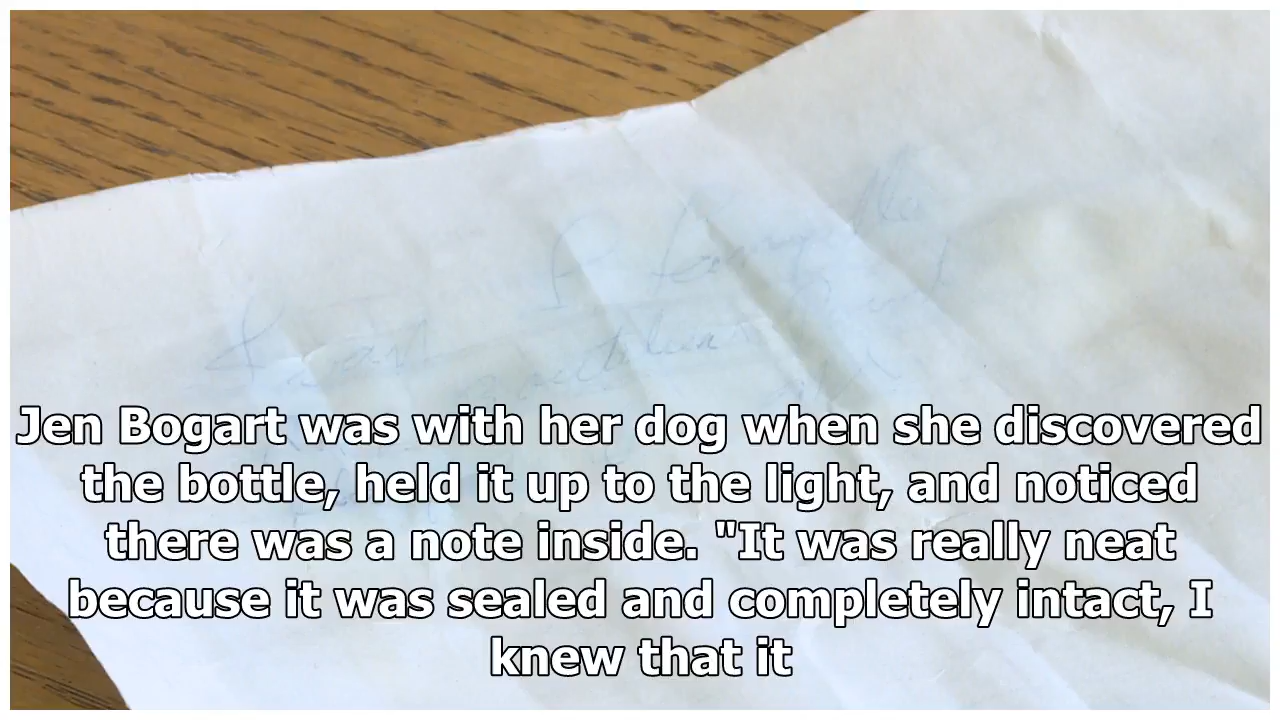 Jen Bogart was with her dog when she discovered
the bottle, held it up to the light, and noticed
there was a note inside. "It was really neat
because it was sealed and completely intact, I
knew that it